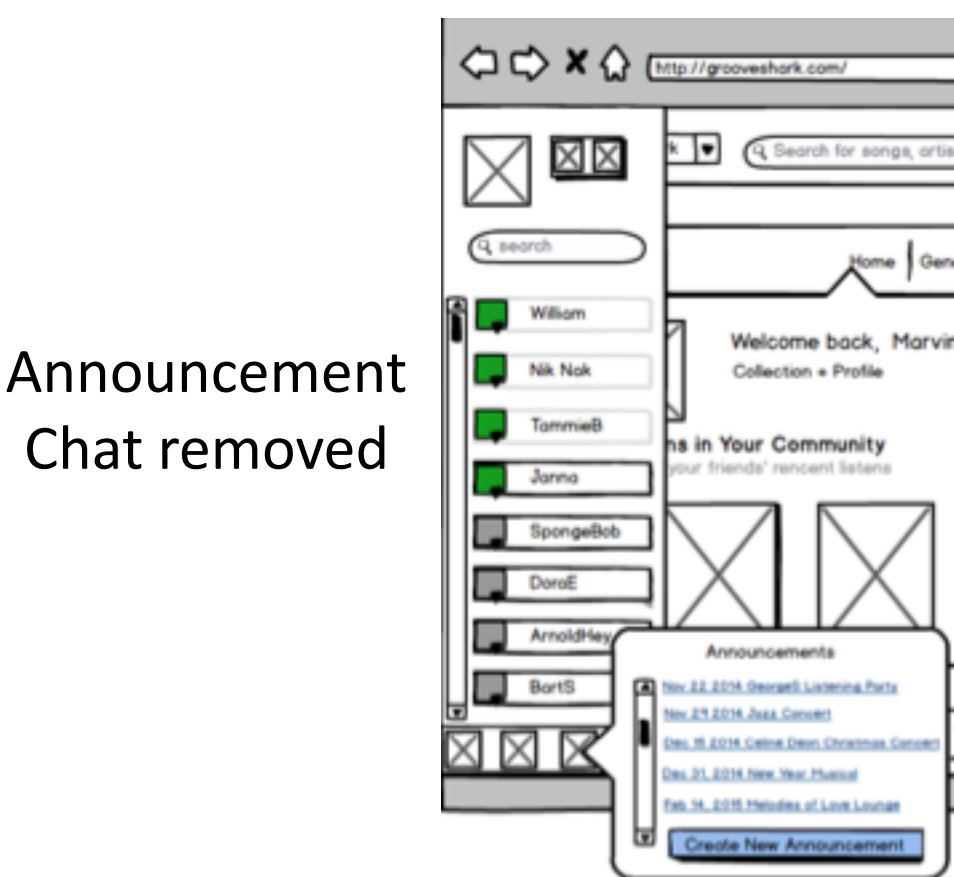 Announcement
Chat removed
http://grooveshark.com/
k
Search for songs, artis
search
Home
Gene
William
Nik Nak
TammieB
Janna
SpongeBob
DoraE
ArnoldHey
BartS
Welcome back, Marvin
Collection + Profile
ns in Your Community
your friends' rencent listens
Announcements
Nov 22 2014 GeorgeS Listening Party
Nov 29 2014 Jazz Concert
Dec 15 2014 Celine Deon Christmas Concert
Dec 31, 2014 New Year Musical
Feb 14, 2015 Melodies of Love Lounge
Create New Announcement